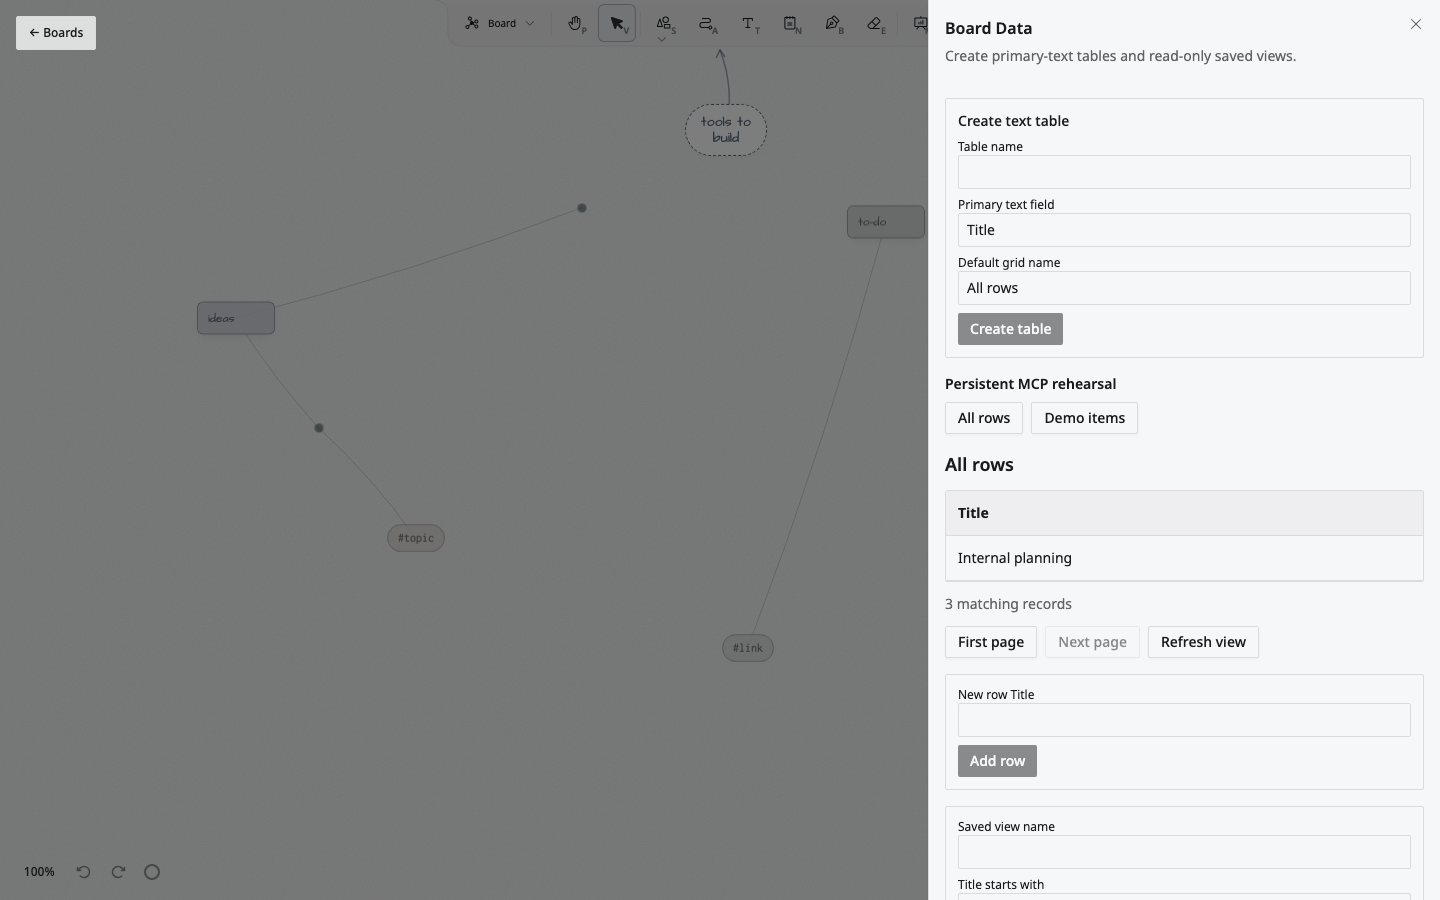 ← Boards
Board
P
V
S
A
T
N
B
E
tools to
build
to-do
ideas
#topic
#link
100%
Board Data
Create primary-text tables and read-only saved views.
Create text table
Table name
Primary text field
Title
Default grid name
All rows
Create table
Persistent MCP rehearsal
All rows
Demo items
All rows
Title
Internal planning
3 matching records
First page
Next page
Refresh view
New row Title
Add row
Saved view name
Title starts with